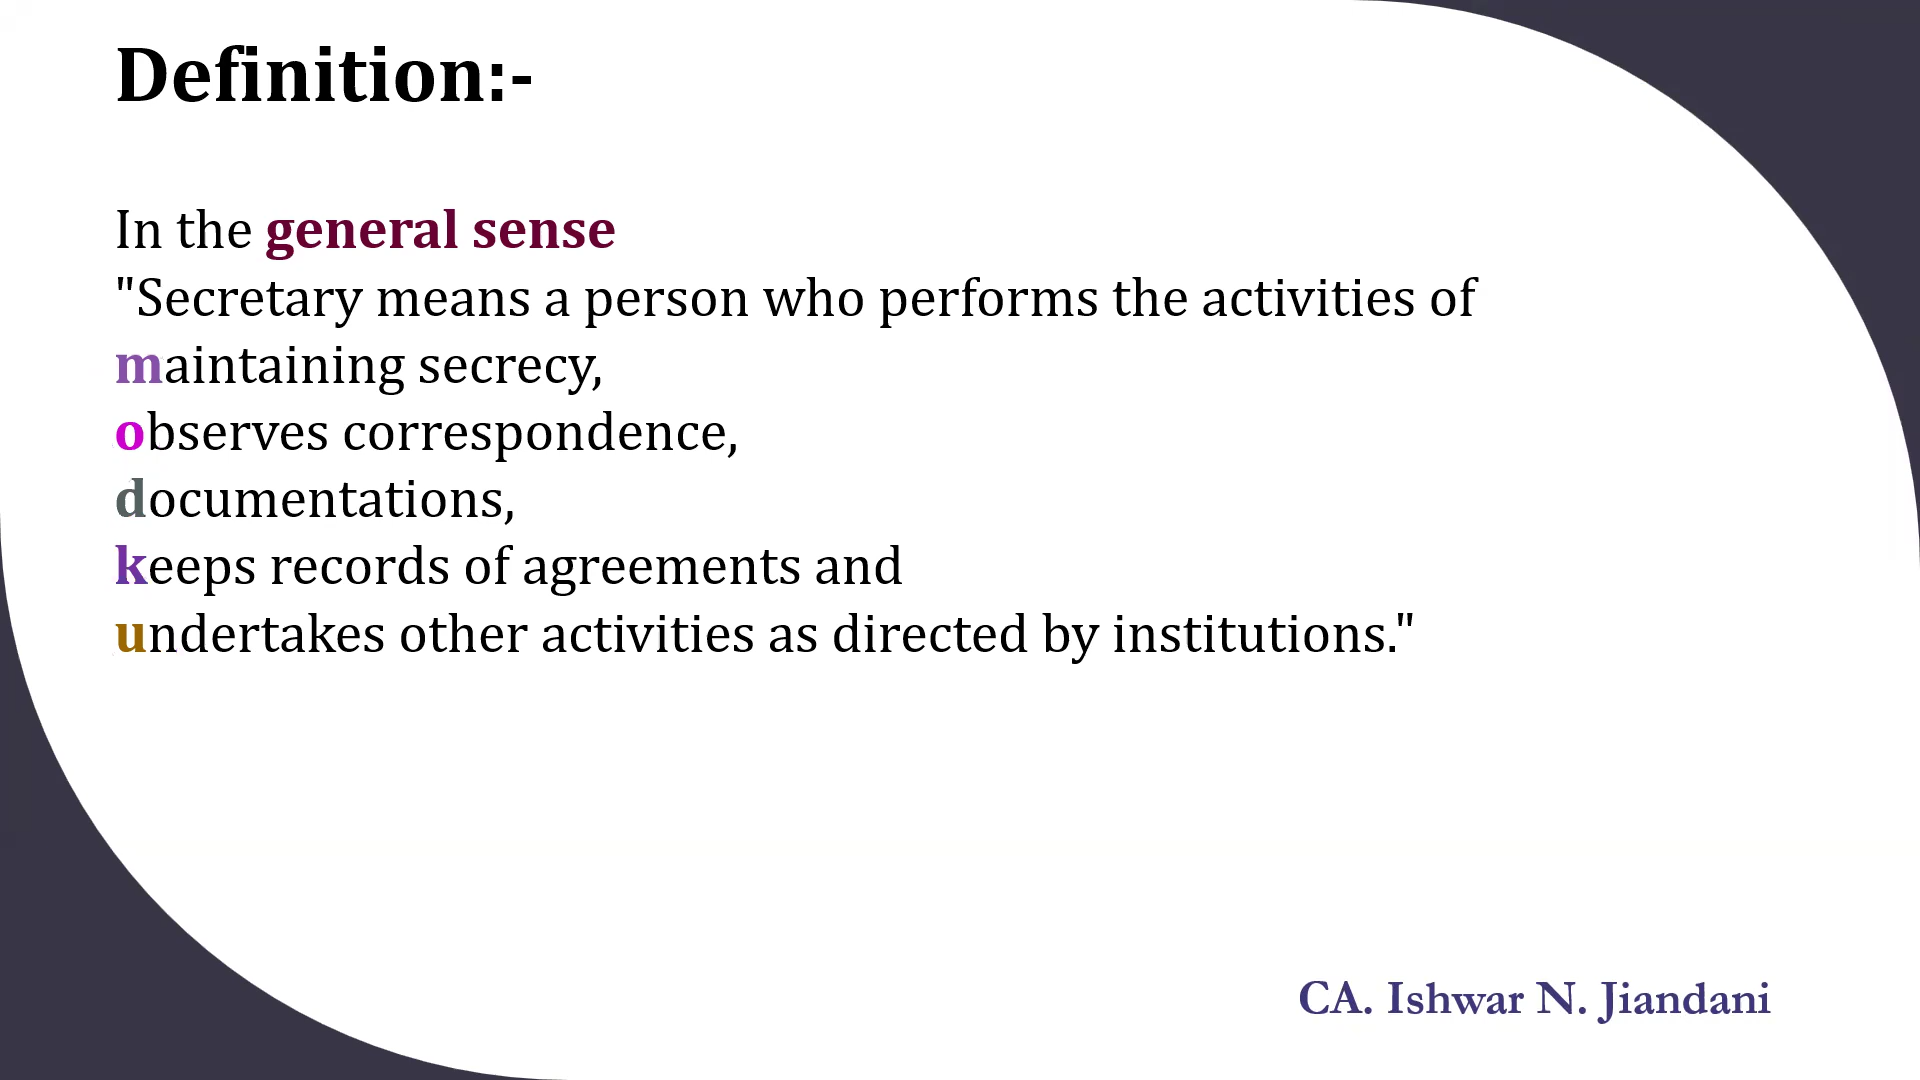 Definition:-
In the general sense
"Secretary means a person who performs the activities of
maintaining secrecy,
observes correspondence,
documentations,
keeps records of agreements and
undertakes other activities as directed by institutions."
CA. Ishwar N. Jiandani